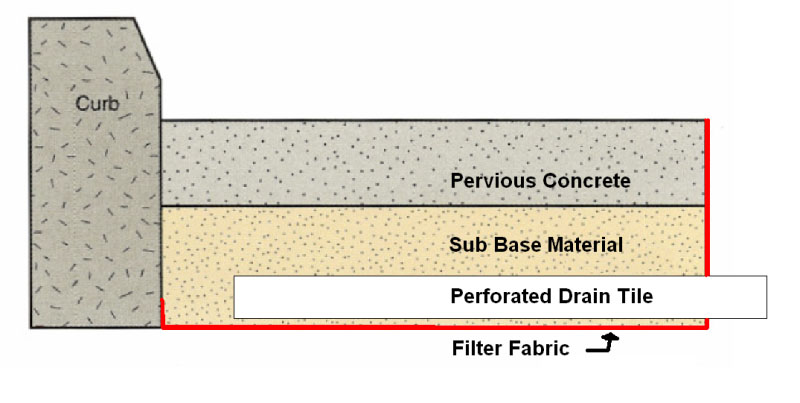 Curb
Pervious Concrete
Sub Base Material
Perforated Drain Tile
Filter Fabric